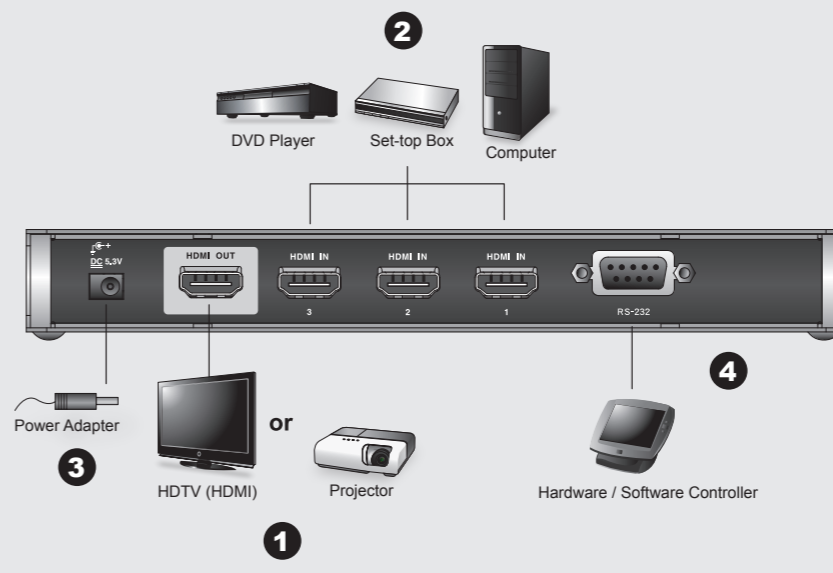 2
DVD Player
Set-top Box
Computer
DC 5.3V
HDMI OUT
HDMI IN
HDMI IN
HDMI IN
3
2
1
RS-232
4
Power Adapter
3
or
HDTV (HDMI)
Projector
Hardware / Software Controller
1